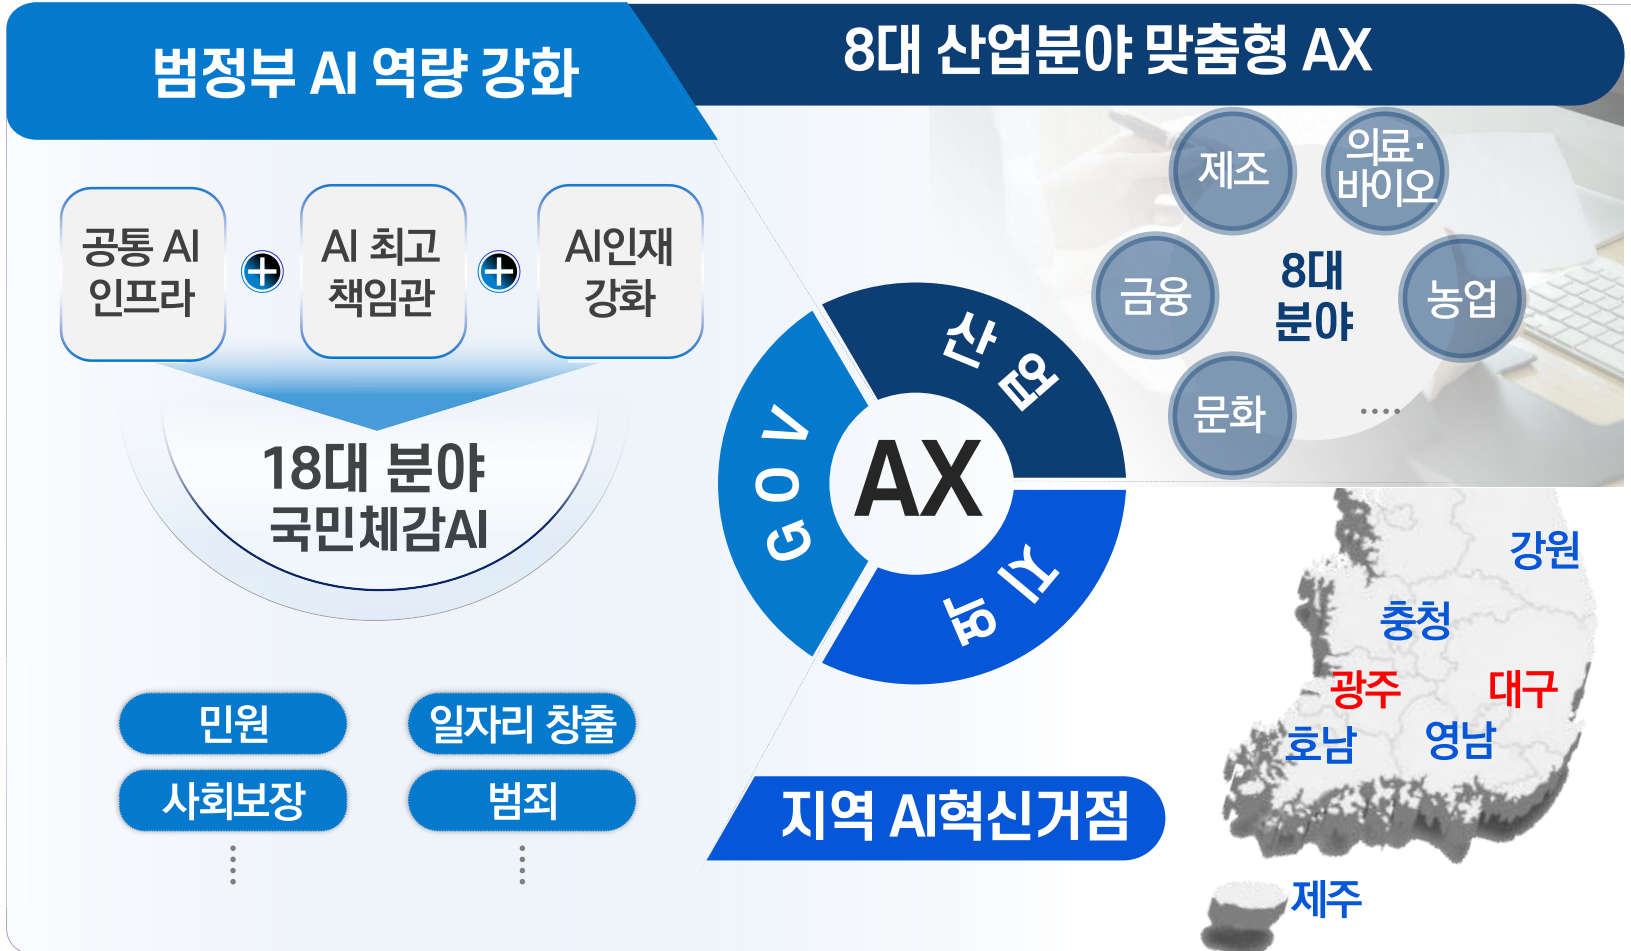 범정부 AI 역량 강화
8대 산업분야 맞춤형 AX
공통 AI
인프라
AI 최고
책임관
AI인재
강화
18대 분야
국민체감AI
민원
일자리 창출
사회보장
범죄
GOV
산업
지역
AX
제조
의료·
바이오
금융
8대
분야
농업
문화
지역 AI혁신거점
강원
충청
광주
대구
호남
영남
제주